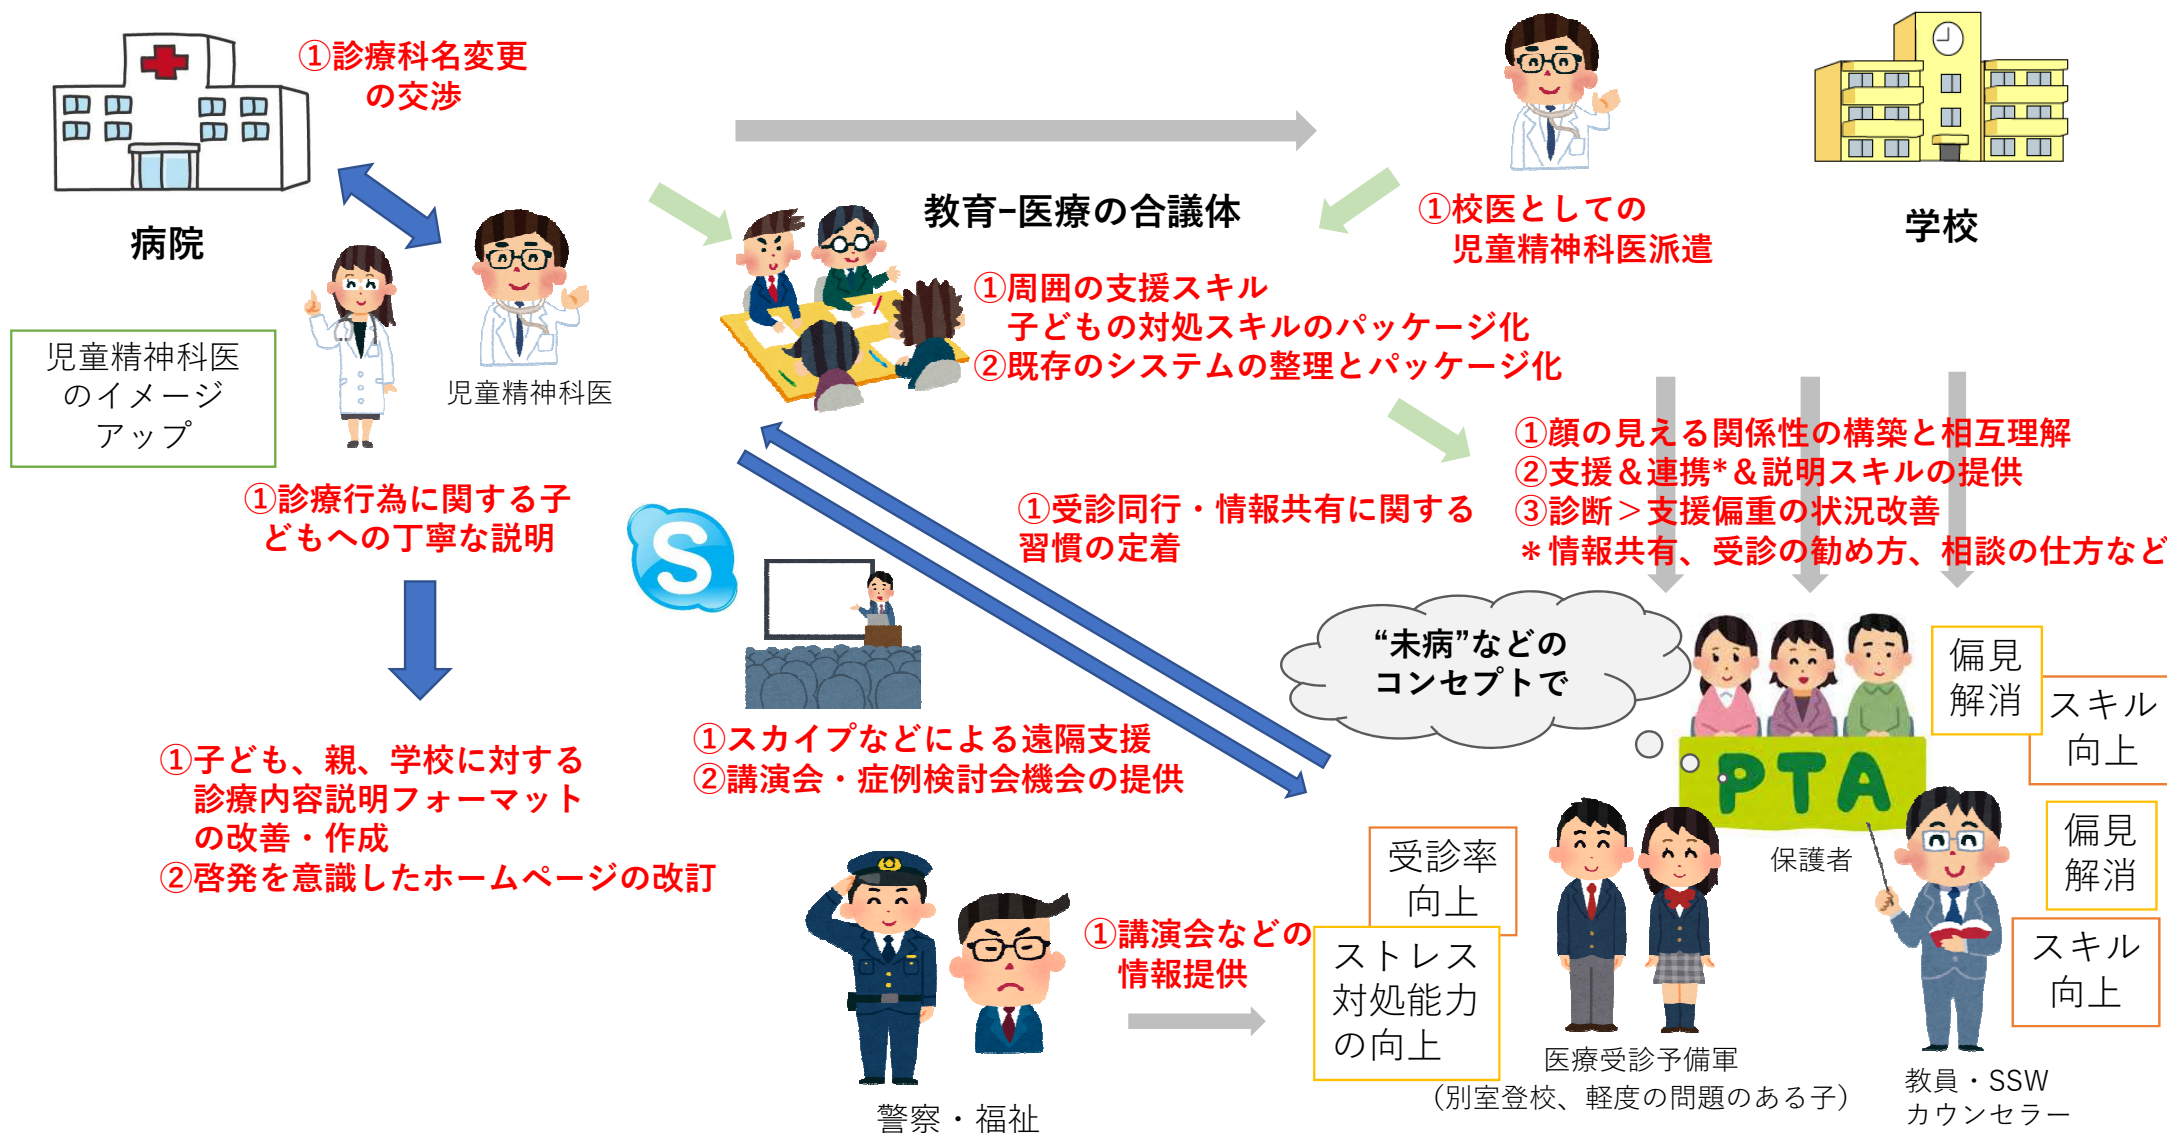 ①診療科名変更
の交渉
病院
児童精神科医
のイメージ
アップ
児童精神科医
①診療行為に関する子
どもへの丁寧な説明
①子ども、親、学校に対する
診療内容説明フォーマット
の改善・作成
②啓発を意識したホームページの改訂
教育−医療の合議体
①周囲の支援スキル
子どもの対処スキルのパッケージ化
②既存のシステムの整理とパッケージ化
①校医としての
児童精神科医派遣
学校
①顔の見える関係性の構築と相互理解
②支援＆連携*＆説明スキルの提供
③診断＞支援偏重の状況改善
＊情報共有、受診の勧め方、相談の仕方など
①受診同行・情報共有に関する
習慣の定着
S
①スカイプなどによる遠隔支援
②講演会・症例検討会機会の提供
“未病”などの
コンセプトで
偏見
解消
スキル
向上
PTA
保護者
偏見
解消
スキル
向上
受診率
向上
ストレス
対処能力
の向上
①講演会などの
情報提供
警察・福祉
医療受診予備軍
（別室登校、軽度の問題のある子）
教員・SSW
カウンセラー